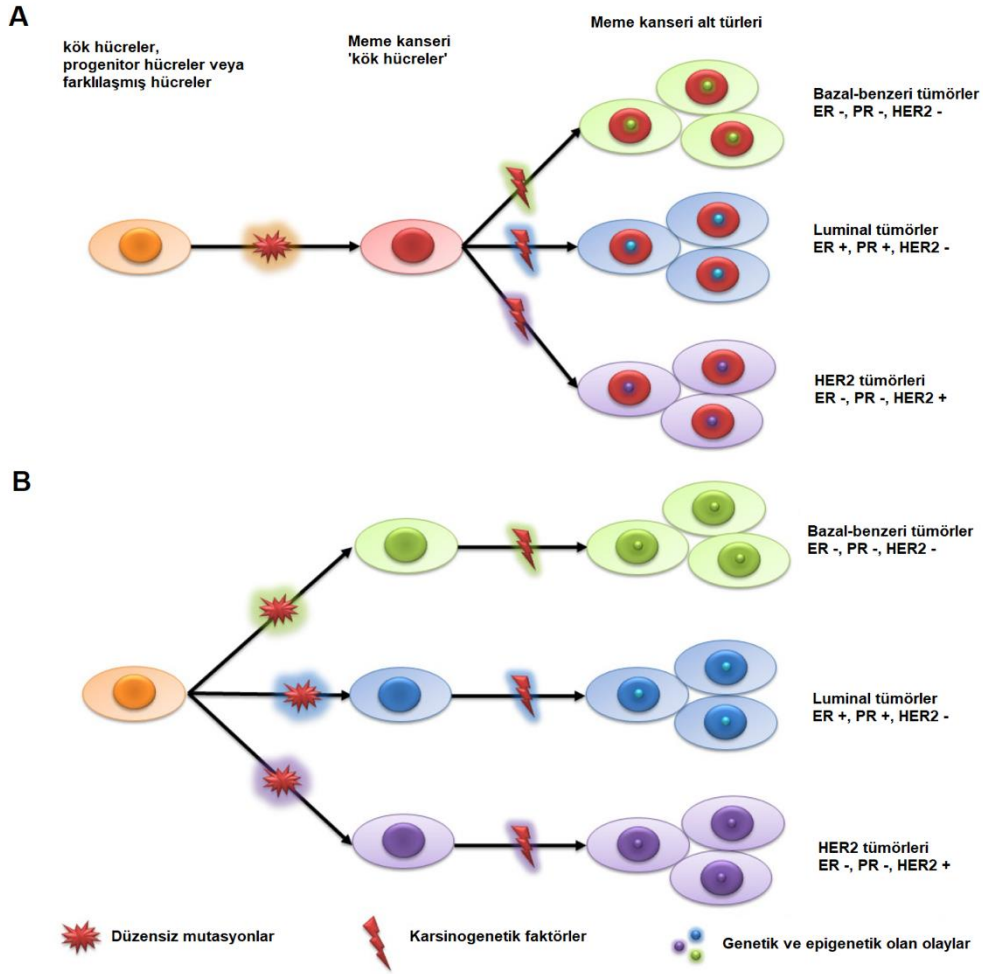 A
kök hücreler,
progenitor hücreler veya
farklılaşmış hücreler
Meme kanseri
'kök hücreler'
Meme kanseri alt türleri
Bazal-benzeri tümörler
ER -, PR -, HER2 -
Luminal tümörler
ER +, PR +, HER2 -
HER2 tümörleri
ER -, PR -, HER2 +
B
Bazal-benzeri tümörler
ER -, PR -, HER2 -
Luminal tümörler
ER +, PR +, HER2 -
HER2 tümörleri
ER -, PR -, HER2 +
Düzensiz mutasyonlar
Karsinogenetik faktörler
Genetik ve epigenetik olan olaylar